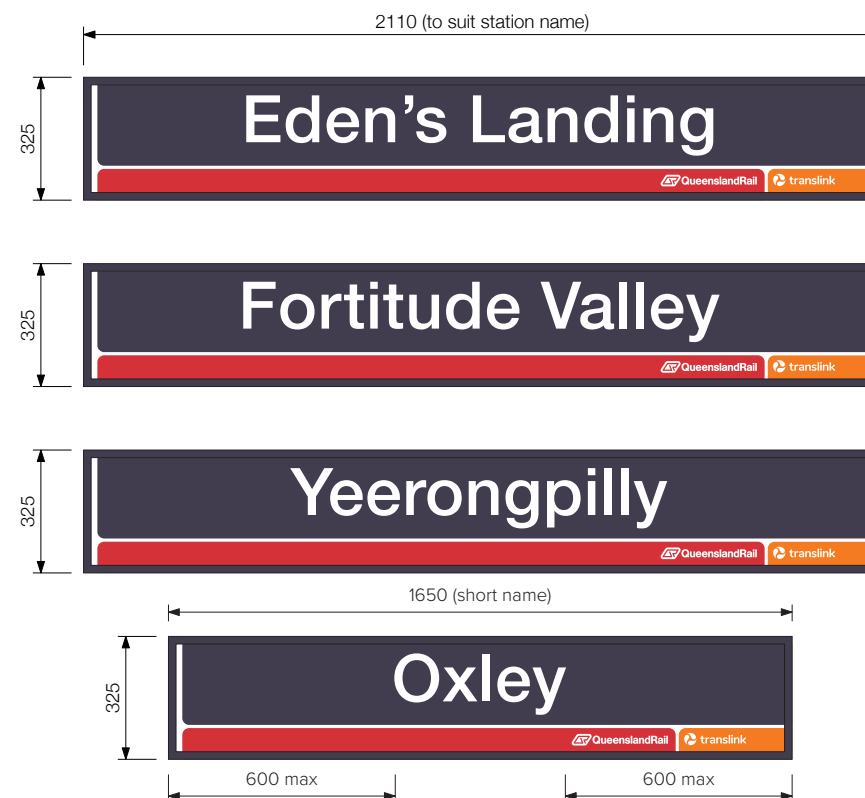 2110 (to suit station name)
325
Eden’s Landing
QueenslandRail translink
325
Fortitude Valley
QueenslandRail translink
325
Yeerongpilly
QueenslandRail translink
1650 (short name)
325
Oxley
QueenslandRail translink
600 max 600 max